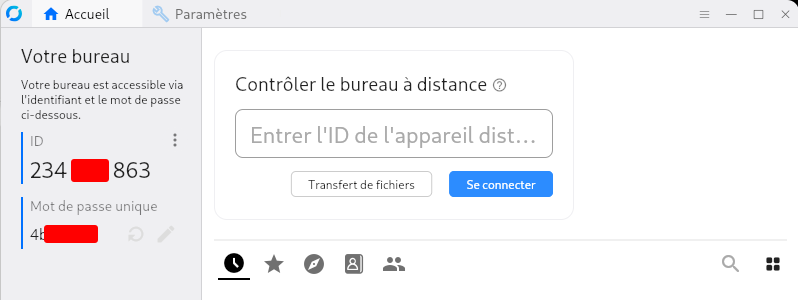 Accueil
Paramètres
Votre bureau
Votre bureau est accessible via
l'identifiant et le mot de passe
ci-dessous.
ID
234 863
Mot de passe unique
4b
Contrôler le bureau à distance
Entrer l'ID de l'appareil dist...
Transfert de fichiers
Se connecter